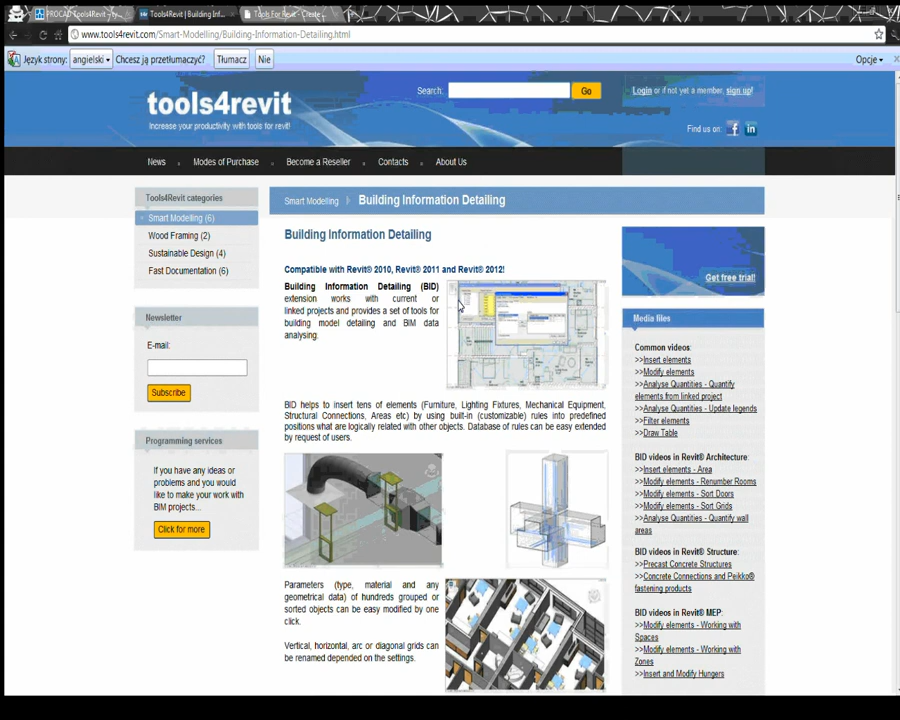 PROCAD Tools4Revit
Tools4Revit | Building Inf...
Tools For Revit - Create
www.tools4revit.com/Smart-Modelling/Building-Information-Detailing.html
Język strony: angielski Chcesz ją przetłumaczyć? Tłumacz Nie Opcje
tools4revit
Increase your productivity with tools for revit!
Search: Go
Login or if not yet a member, sign up!
Find us on:
News Modes of Purchase Become a Reseller Contacts About Us
Tools4Revit categories
Smart Modelling (6)
Wood Framing (2)
Sustainable Design (4)
Fast Documentation (6)
Newsletter
E-mail:
Subscribe
Programming services
If you have any ideas or
problems and you would
like to make your work with
BIM projects...
Click for more
Smart Modelling Building Information Detailing
Building Information Detailing
Compatible with Revit® 2010, Revit® 2011 and Revit® 2012!
Building Information Detailing (BID)
extension works with current or
linked projects and provides a set of tools for
building model detailing and BIM data
analysing.
BID helps to insert tens of elements (Furniture, Lighting Fixtures, Mechanical Equipment,
Structural Connections, Areas etc) by using built-in (customizable) rules into predefined
positions what are logically related with other objects. Database of rules can be easy extended
by request of users.
Parameters (type, material and any
geometrical data) of hundreds grouped or
sorted objects can be easy modified by one
click.
Vertical, horizontal, arc or diagonal grids can
be renamed depended on the settings.
Get free trial!
Media files
Common videos:
>>Insert elements
>>Modify elements
>>Analyse Quantities - Quantify
elements from linked project
>>Analyse Quantities - Update legends
>>Filter elements
>>Draw Table
BID videos in Revit® Architecture:
>>Insert elements - Area
>>Modify elements - Renumber Rooms
>>Modify elements - Sort Doors
>>Modify elements - Sort Grids
>>Analyse Quantities - Quantify wall
areas
BID videos in Revit® Structure:
>>Precast Concrete Structures
>>Concrete Connections and Peikko®
fastening products
BID videos in Revit® MEP:
>>Modify elements - Working with
Spaces
>>Modify elements - Working with
Zones
>>Insert and Modify Hungers